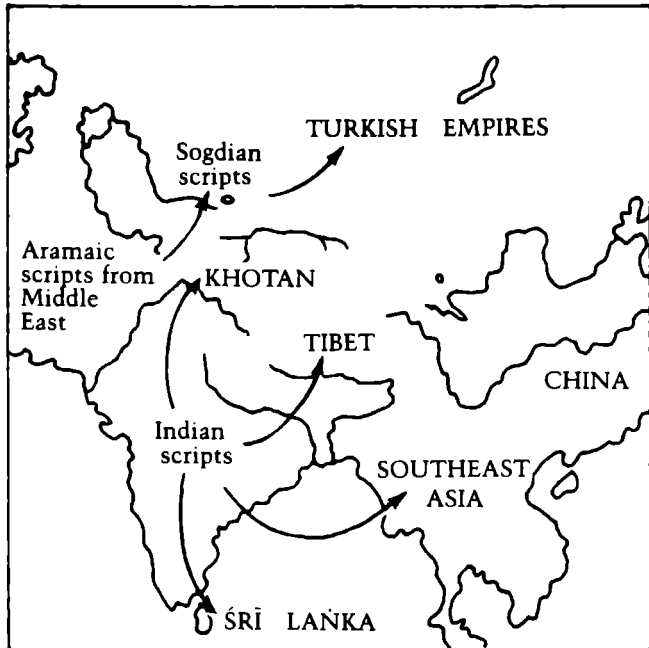 TURKISH EMPIRES
Sogdian
scripts
Aramaic
scripts from
Middle
East
KHOTAN
TIBET
CHINA
Indian
scripts
SOUTHEAST
ASIA
ŚRĪ LAṄKA